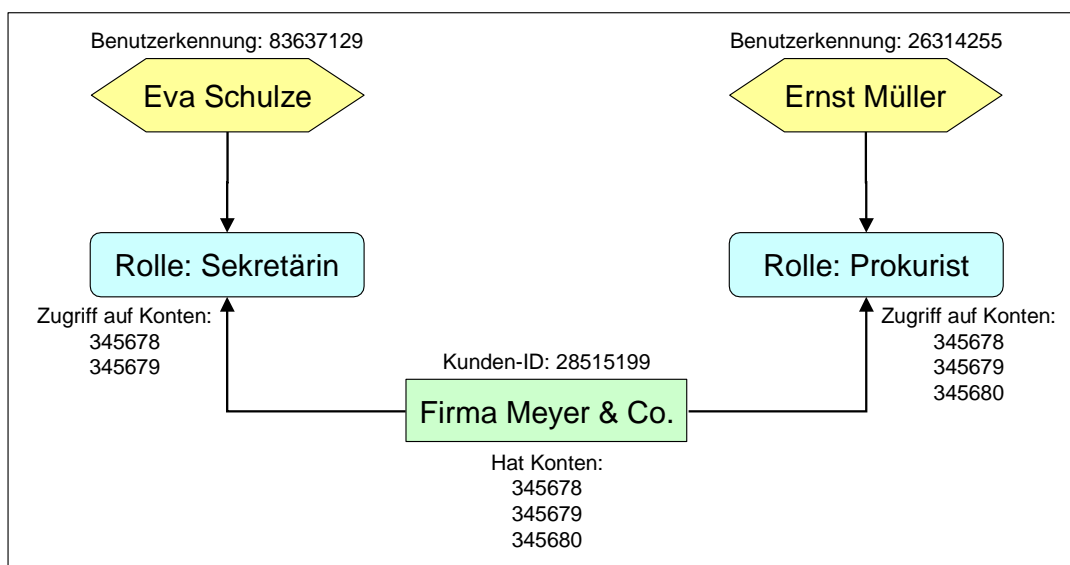 Benutzerkennung: 83637129
Eva Schulze
Benutzerkennung: 26314255
Ernst Müller
Rolle: Sekretärin
Zugriff auf Konten:
345678
345679
Rolle: Prokurist
Zugriff auf Konten:
345678
345679
345680
Kunden-ID: 28515199
Firma Meyer & Co.
Hat Konten:
345678
345679
345680